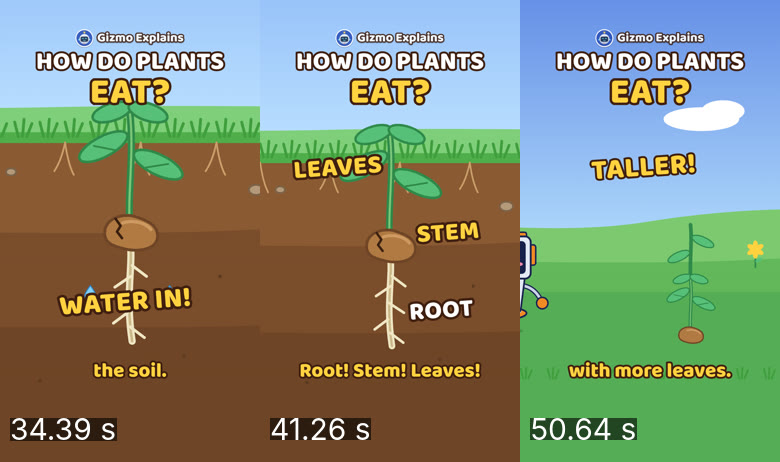 Gizmo Explains
HOW DO PLANTS
EAT?
WATER IN!
the soil.
34.39 s
Gizmo Explains
HOW DO PLANTS
EAT?
LEAVES
STEM
ROOT
Root! Stem! Leaves!
41.26 s
Gizmo Explains
HOW DO PLANTS
EAT?
TALLER!
with more leaves.
50.64 s